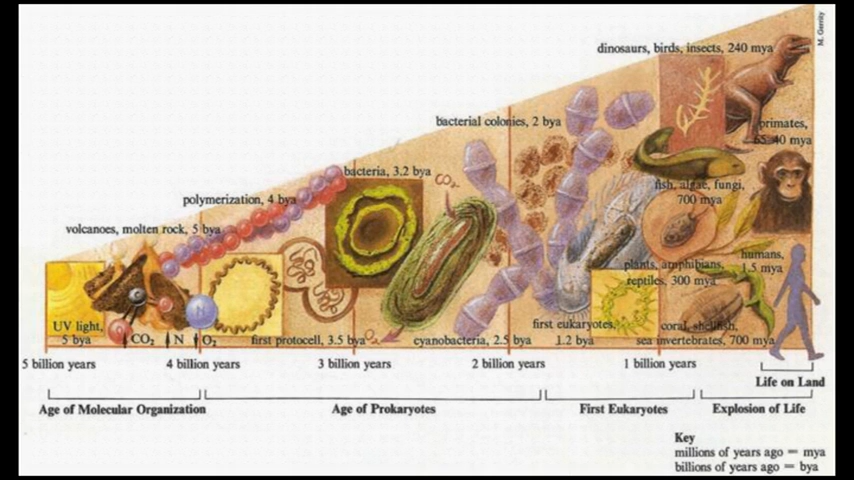 M. Gerrity
dinosaurs, birds, insects, 240 mya
primates,
65-40 mya
bacterial colonies, 2 bya
bacteria, 3.2 bya
CO₂
fish, algae, fungi,
700 mya
polymerization, 4 bya
volcanoes, molten rock, 5 bya
humans,
1.5 mya
plants, amphibians,
reptiles, 300 mya
N
UV light,
5 bya
CO₂
N
O₂
first protocell, 3.5 bya
O₂
cyanobacteria, 2.5 bya
first eukaryotes,
1.2 bya
coral, shellfish,
sea invertebrates, 700 mya
5 billion years
4 billion years
3 billion years
2 billion years
1 billion years
Life on Land
Age of Molecular Organization
Age of Prokaryotes
First Eukaryotes
Explosion of Life
Key
millions of years ago = mya
billions of years ago = bya